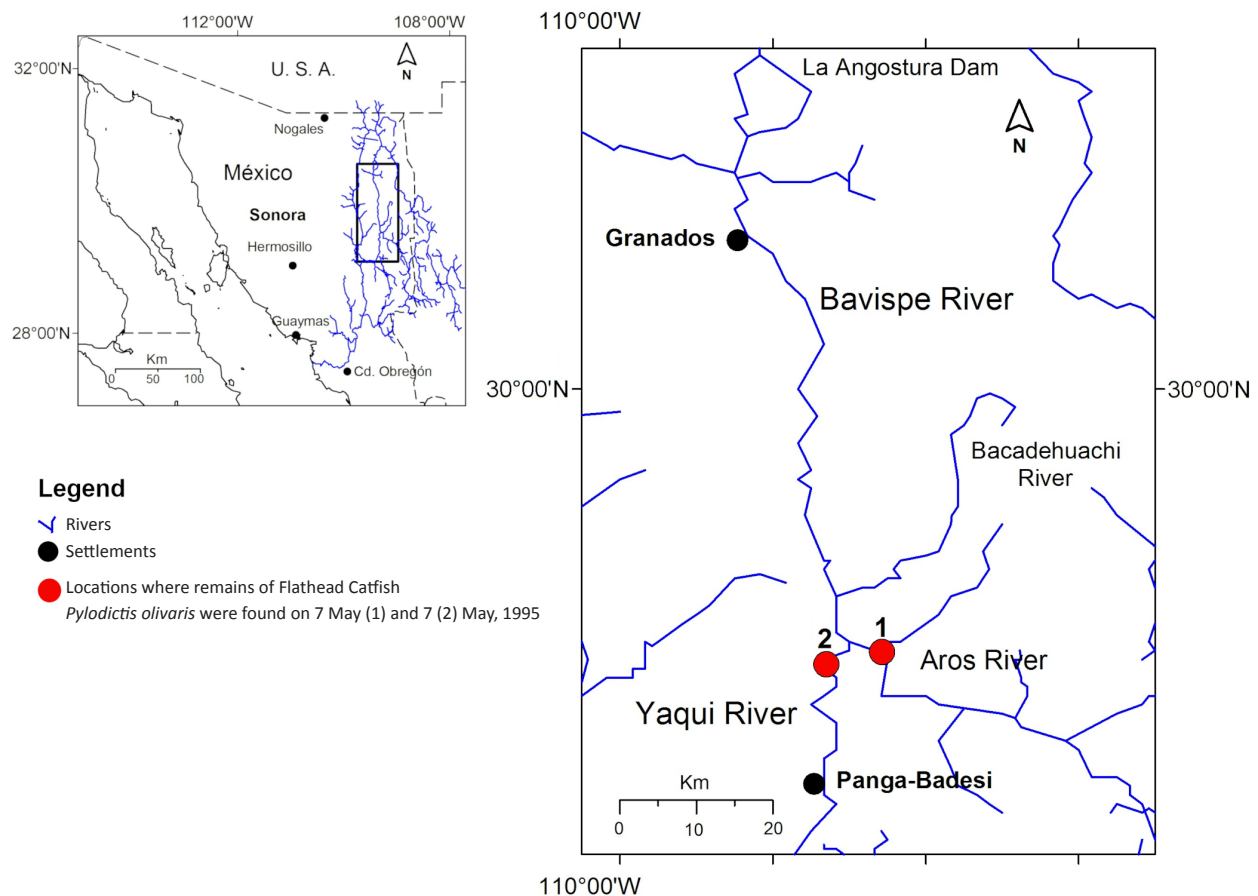 112°00'W
108°00'W
32°00'N
U. S. A.
N
Nogales
México
Sonora
Hermosillo
Guaymas
28°00'N
Km
0 50 100
Cd. Obregón
Legend
Rivers
Settlements
Locations where remains of Flathead Catfish
Pylodictis olivaris were found on 7 May (1) and 7 (2) May, 1995
110°00'W
La Angostura Dam
N
Granados
Bavispe River
30°00'N
30°00'N
Bacadehuachi
River
1
2
Aros River
Yaqui River
Km
0 10 20
Panga-Badesi
110°00'W